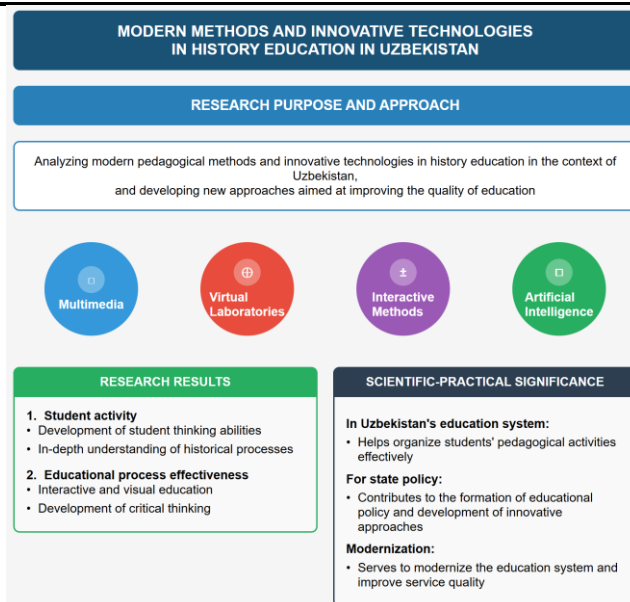 MODERN METHODS AND INNOVATIVE TECHNOLOGIES
IN HISTORY EDUCATION IN UZBEKISTAN
RESEARCH PURPOSE AND APPROACH
Analyzing modern pedagogical methods and innovative technologies in history education in the context of
Uzbekistan,
and developing new approaches aimed at improving the quality of education
Multimedia
Virtual
Laboratories
Interactive
Methods
Artificial
Intelligence
RESEARCH RESULTS
1. Student activity
• Development of student thinking abilities
• In-depth understanding of historical processes
2. Educational process effectiveness
• Interactive and visual education
• Development of critical thinking
SCIENTIFIC-PRACTICAL SIGNIFICANCE
In Uzbekistan's education system:
• Helps organize students' pedagogical activities
effectively
For state policy:
• Contributes to the formation of educational
policy and development of innovative
approaches
Modernization:
• Serves to modernize the education system and
improve service quality